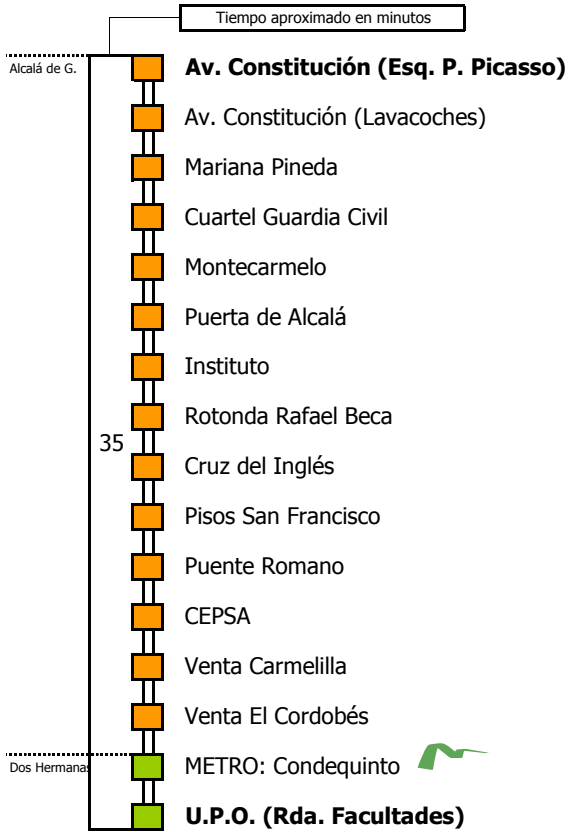 Tiempo aproximado en minutos
Alcalá de G.
Av. Constitución (Esq. P. Picasso)
Av. Constitución (Lavacoches)
Mariana Pineda
Cuartel Guardia Civil
Montecarmelo
Puerta de Alcalá
Instituto
Rotonda Rafael Beca
35
Cruz del Inglés
Pisos San Francisco
Puente Romano
CEPSA
Venta Carmelilla
Venta El Cordobés
Dos Hermanas
METRO: Condequinto
U.P.O. (Rda. Facultades)